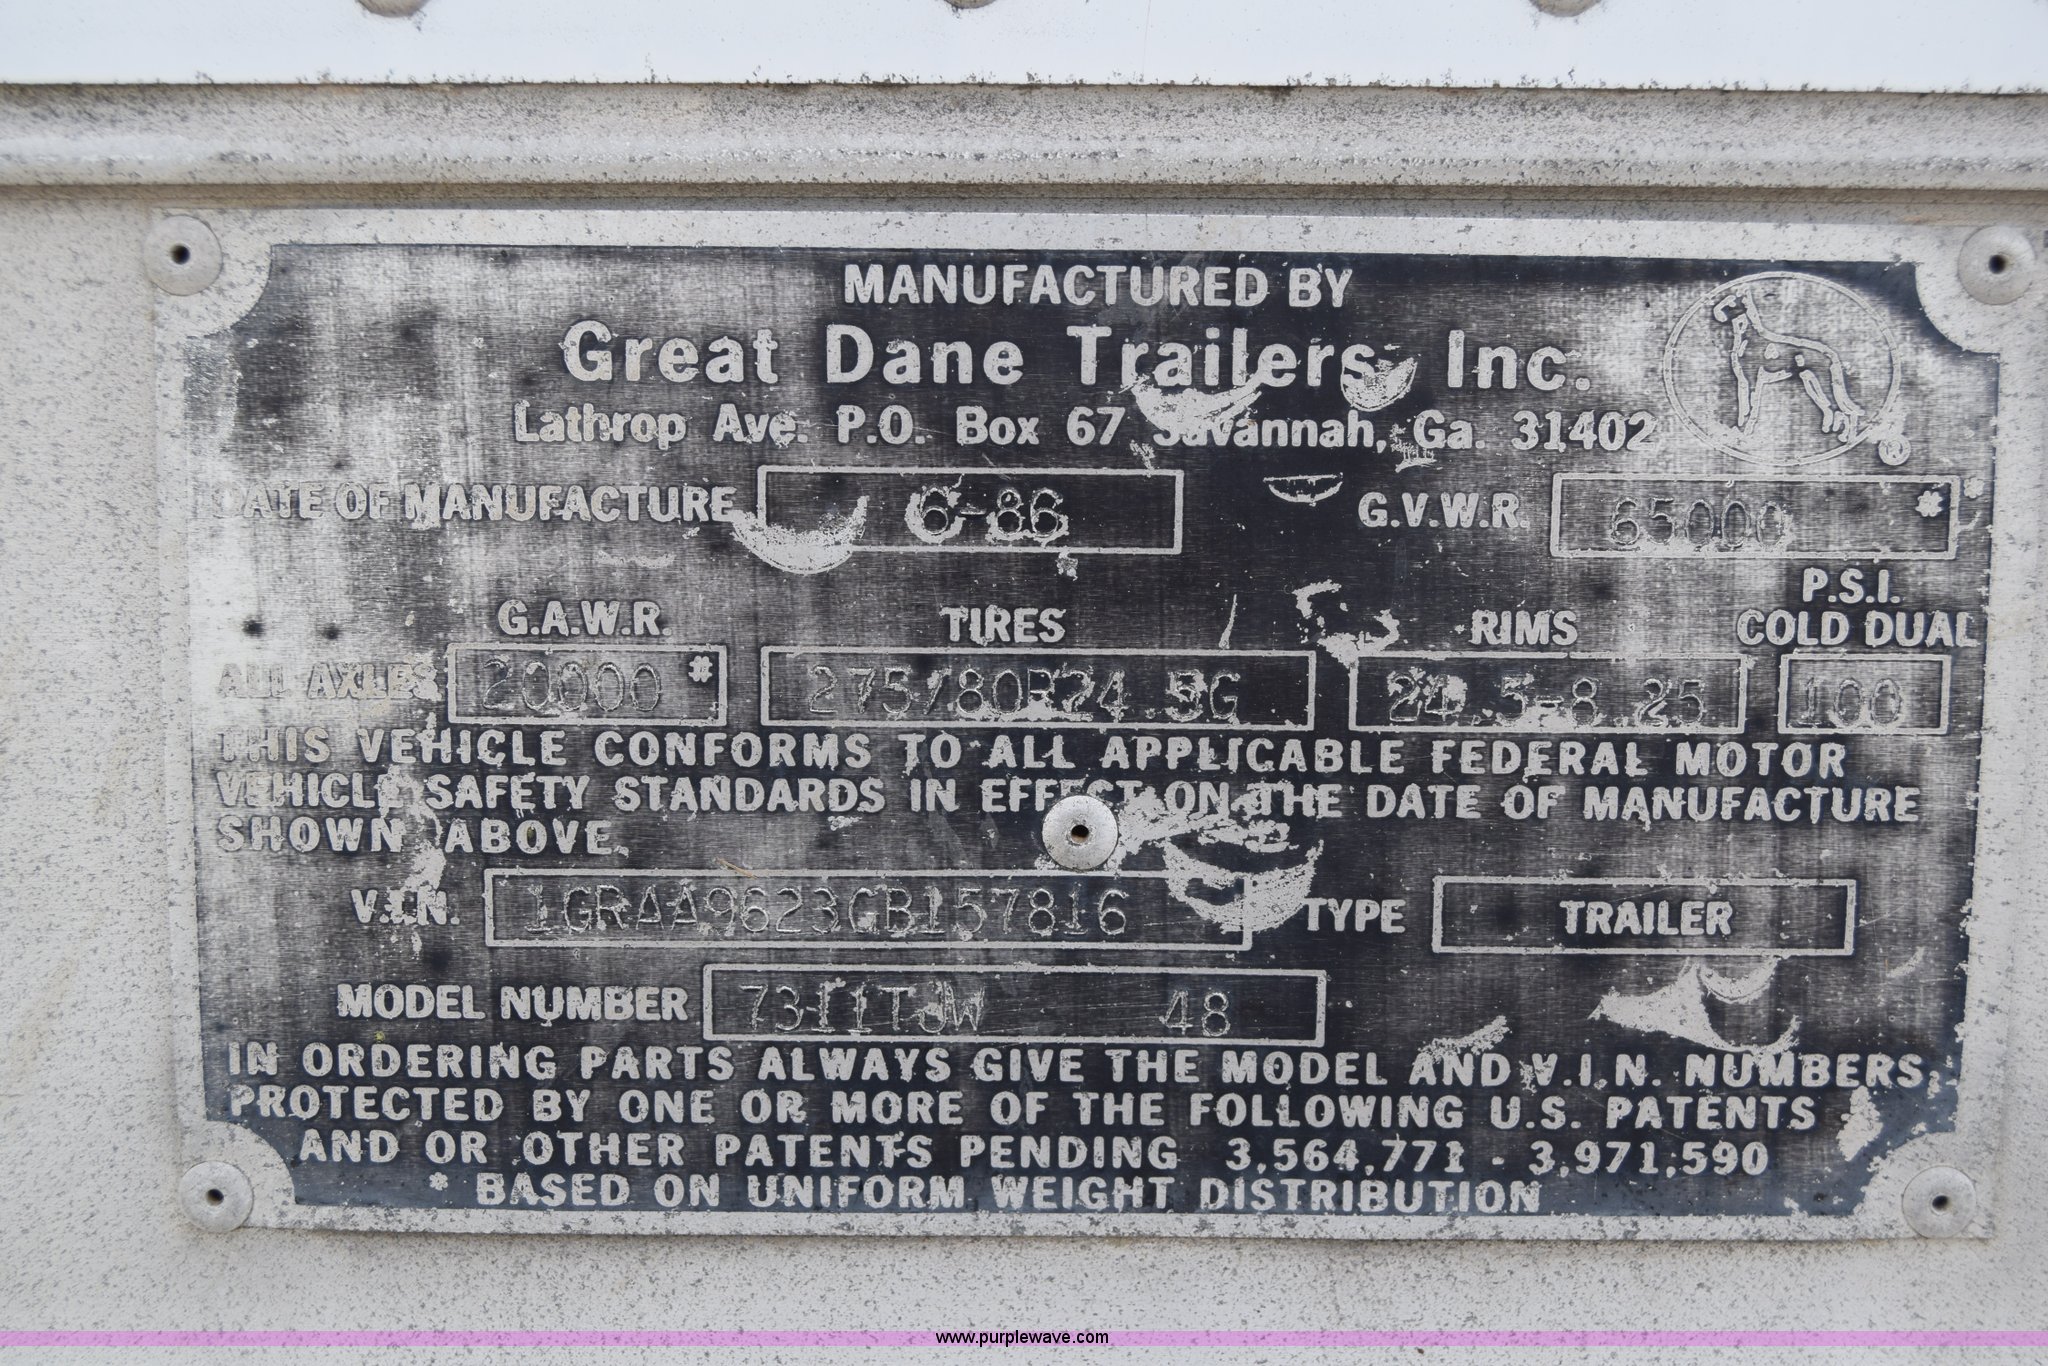 MANUFACTURED BY
Great Dane Trailers, Inc.
Lathrop Ave. P.O. Box 67 Savannah, Ga. 31402
DATE OF MANUFACTURE 6-86 G.V.W.R. 65000 *
G.A.W.R. TIRES RIMS P.S.I. COLD DUAL
ALL AXLES 20000 * 275/80R24.5G 24.5-8.25 100
THIS VEHICLE CONFORMS TO ALL APPLICABLE FEDERAL MOTOR
VEHICLE SAFETY STANDARDS IN EFFECT ON THE DATE OF MANUFACTURE
SHOWN ABOVE.
V.I.N. 1GRAA9623GB157816 TYPE TRAILER
MODEL NUMBER 7311TJW 48
IN ORDERING PARTS ALWAYS GIVE THE MODEL AND V.I.N. NUMBERS.
PROTECTED BY ONE OR MORE OF THE FOLLOWING U.S. PATENTS
AND OR OTHER PATENTS PENDING 3,564,771 - 3,971,590
* BASED ON UNIFORM WEIGHT DISTRIBUTION
www.purplewave.com